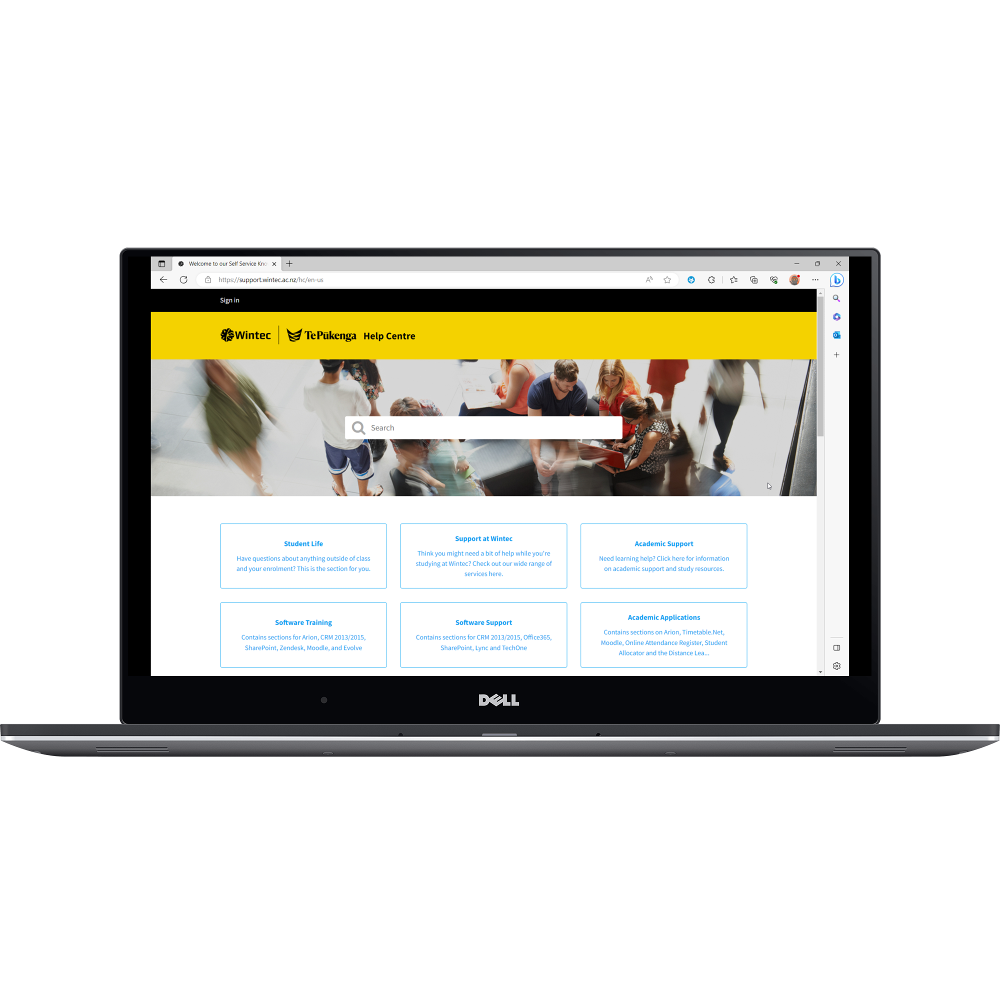 Welcome to our Self Service Kno
https://support.wintec.ac.nz/hc/en-us
Sign in
Wintec | Te Pūkenga Help Centre
Search
Student Life
Have questions about anything outside of class
and your enrolment? This is the section for you.
Support at Wintec
Think you might need a bit of help while you're
studying at Wintec? Check out our wide range of
services here.
Academic Support
Need learning help? Click here for information
on academic support and study resources.
Software Training
Contains sections for Arion, CRM 2013/2015,
SharePoint, Zendesk, Moodle, and Evolve
Software Support
Contains sections for CRM 2013/2015, Office365,
SharePoint, Lync and TechOne
Academic Applications
Contains sections on Arion, Timetable.Net,
Moodle, Online Attendance Register, Student
Allocator and the Distance Lea...
DELL